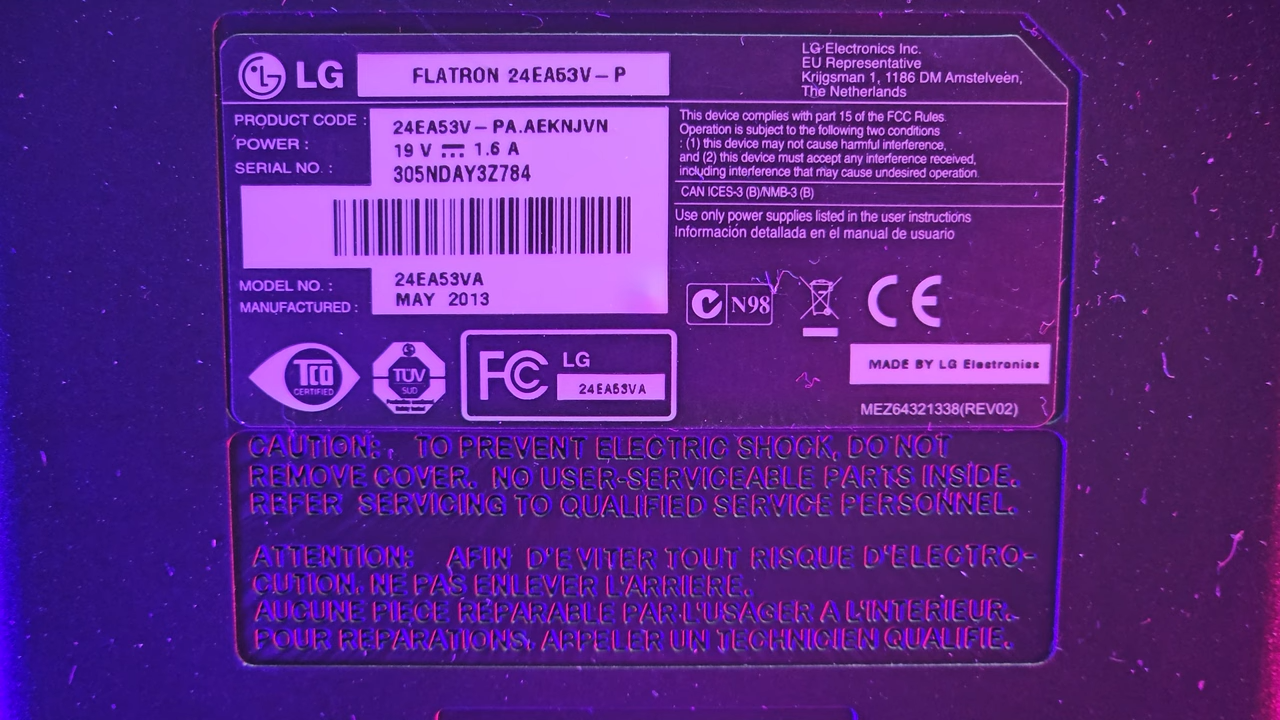 LG FLATRON 24EA53V-P
LG Electronics Inc.
EU Representative
Krijgsman 1, 1186 DM Amstelveen,
The Netherlands
PRODUCT CODE : 24EA53V-PA.AEKNJVN
POWER : 19 V ⎓ 1.6 A
SERIAL NO. : 305NDAY3Z784
MODEL NO. : 24EA53VA
MANUFACTURED : MAY 2013
This device complies with part 15 of the FCC Rules.
Operation is subject to the following two conditions
: (1) this device may not cause harmful interference,
and (2) this device must accept any interference received,
including interference that may cause undesired operation.
CAN ICES-3 (B)/NMB-3 (B)
Use only power supplies listed in the user instructions
Información detallada en el manual de usuario
N98
CE
TCO
CERTIFIED
TÜV
SUD
FC LG
24EA53VA
MADE BY LG Electronics
MEZ64321338(REV02)
CAUTION: TO PREVENT ELECTRIC SHOCK, DO NOT
REMOVE COVER. NO USER-SERVICEABLE PARTS INSIDE.
REFER SERVICING TO QUALIFIED SERVICE PERSONNEL.
ATTENTION: AFIN D'EVITER TOUT RISQUE D'ELECTRO-
CUTION, NE PAS ENLEVER L'ARRIERE.
AUCUNE PIECE REPARABLE PAR L'USAGER A L'INTERIEUR.
POUR REPARATIONS, APPELER UN TECHNICIEN QUALIFIE.